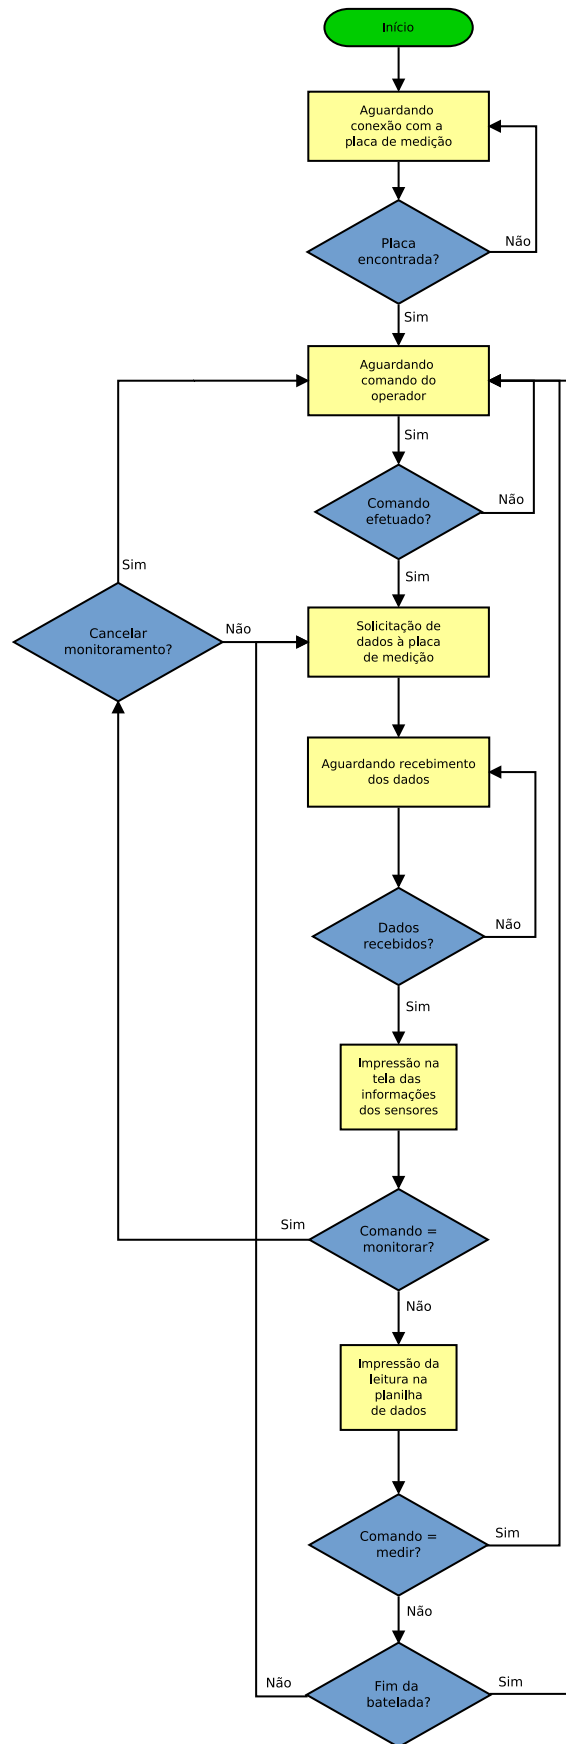 Início
Aguardando
conexão com a
placa de medição
Placa
encontrada?
Não
Sim
Aguardando
comando do
operador
Sim
Comando
efetuado?
Não
Sim
Sim
Cancelar
monitoramento?
Não
Solicitação de
dados à placa
de medição
Aguardando recebimento
dos dados
Dados
recebidos?
Não
Sim
Impressão na
tela das
informações
dos sensores
Comando =
monitorar?
Sim
Não
Impressão da
leitura na
planilha
de dados
Comando =
medir?
Sim
Não
Fim da
batelada?
Não
Sim